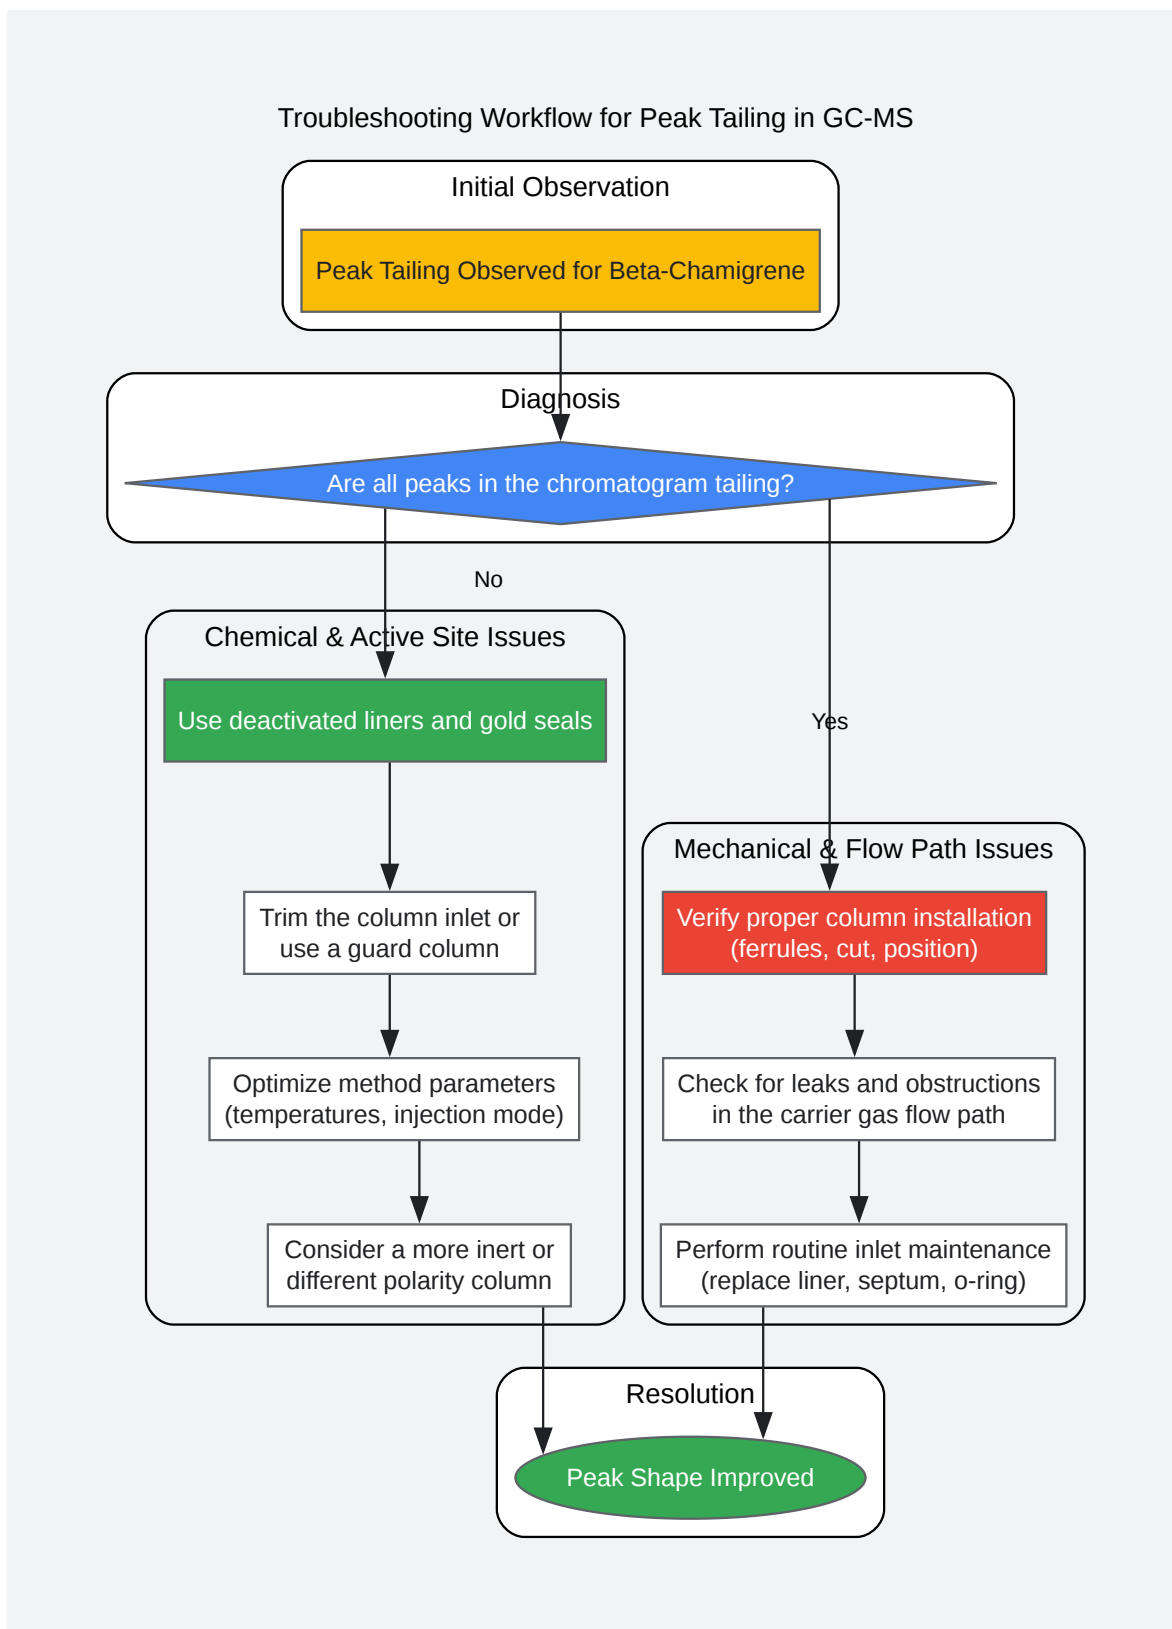 Troubleshooting Workflow for Peak Tailing in GC-MS
Initial Observation
Peak Tailing Observed for Beta-Chamigrene
Diagnosis
Are all peaks in the chromatogram tailing?
No
Chemical & Active Site Issues
Use deactivated liners and gold seals
Trim the column inlet or
use a guard column
Optimize method parameters
(temperatures, injection mode)
Consider a more inert or
different polarity column
Yes
Mechanical & Flow Path Issues
Verify proper column installation
(ferrules, cut, position)
Check for leaks and obstructions
in the carrier gas flow path
Perform routine inlet maintenance
(replace liner, septum, o-ring)
Resolution
Peak Shape Improved